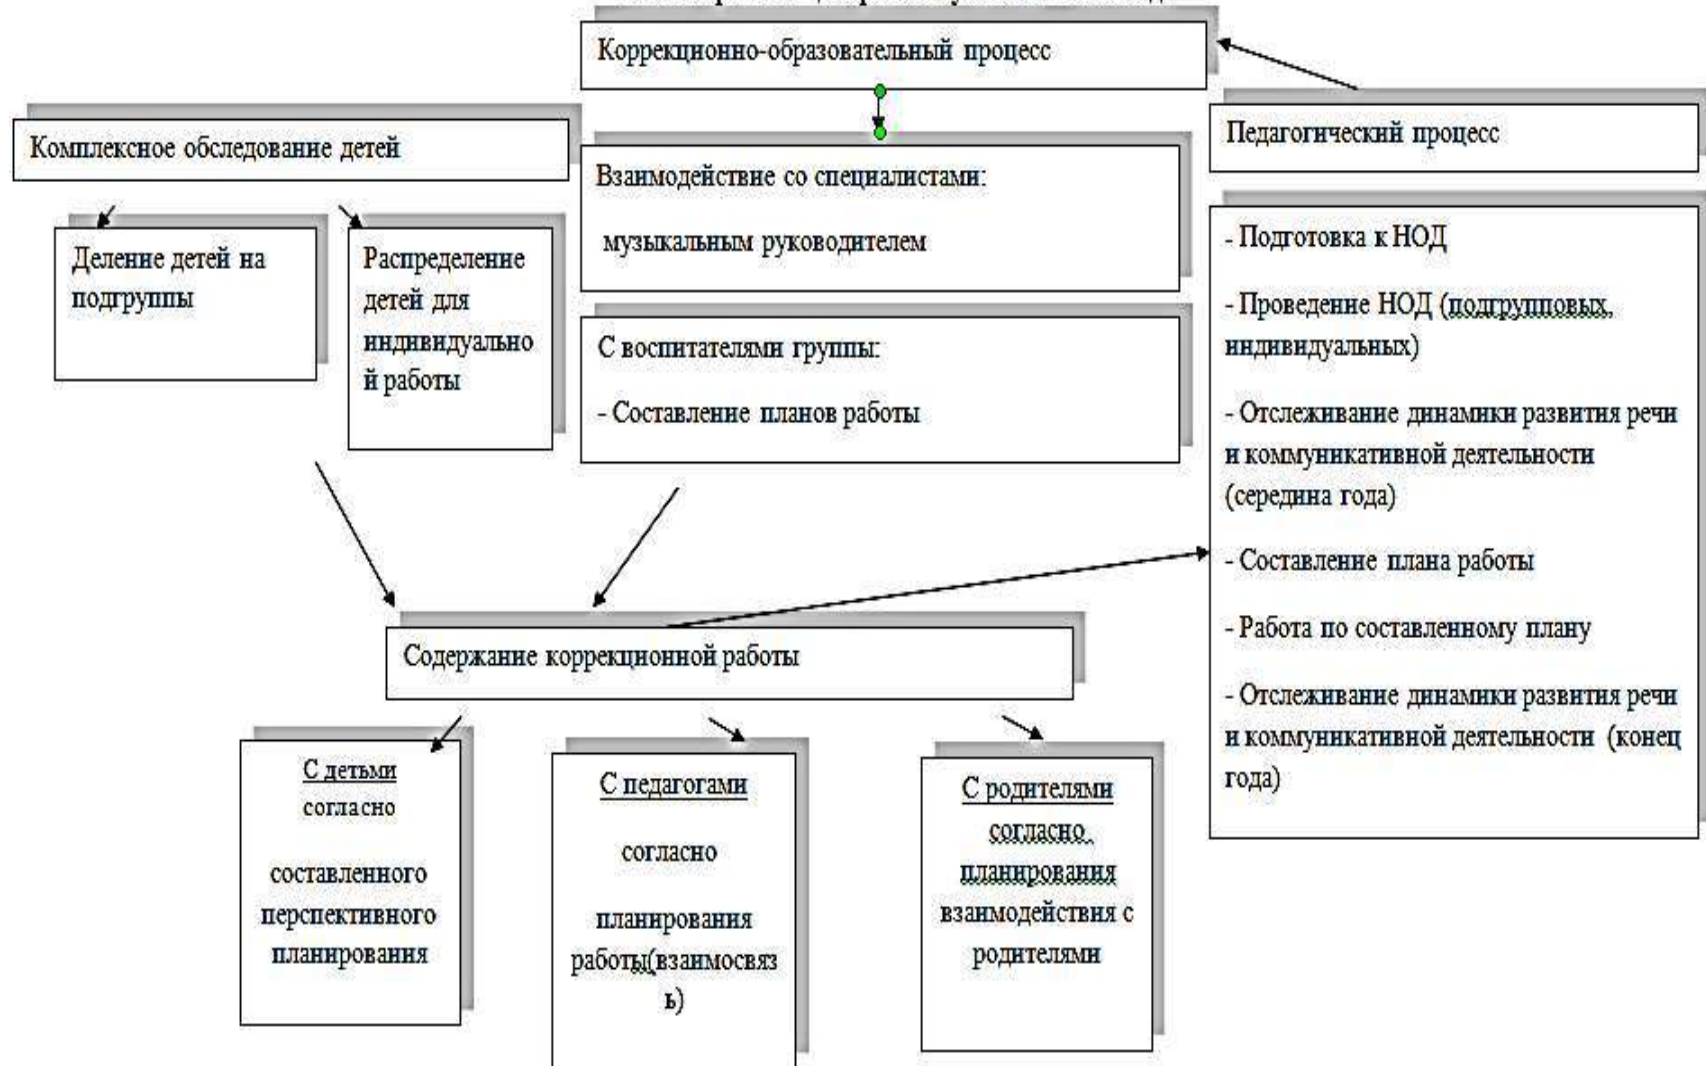 Коррекционно-образовательный процесс
Комплексное обследование детей
Деление детей на
подгруппы
Распределение
детей для
индивидуально
й работы
Взаимодействие со специалистами:
музыкальным руководителем
С воспитателями группы:
- Составление планов работы
Педагогический процесс
- Подготовка к НОД
- Проведение НОД (подгрупповых,
индивидуальных)
- Отслеживание динамики развития речи
и коммуникативной деятельности
(середина года)
- Составление плана работы
- Работа по составленному плану
- Отслеживание динамики развития речи
и коммуникативной деятельности (конец
года)
Содержание коррекционной работы
С детьми
согласно
составленного
перспективного
планирования
С педагогами
согласно
планирования
работы(взаимосвяз
ь)
С родителями
согласно
планирования
взаимодействия с
родителями